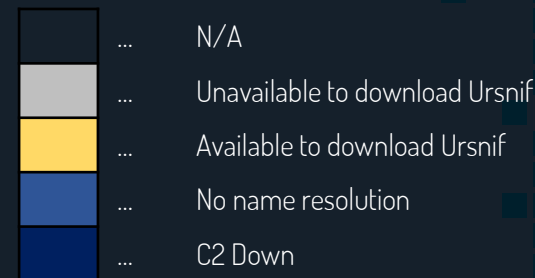 ... N/A
... Unavailable to download Ursnif
... Available to download Ursnif
... No name resolution
... C2 Down